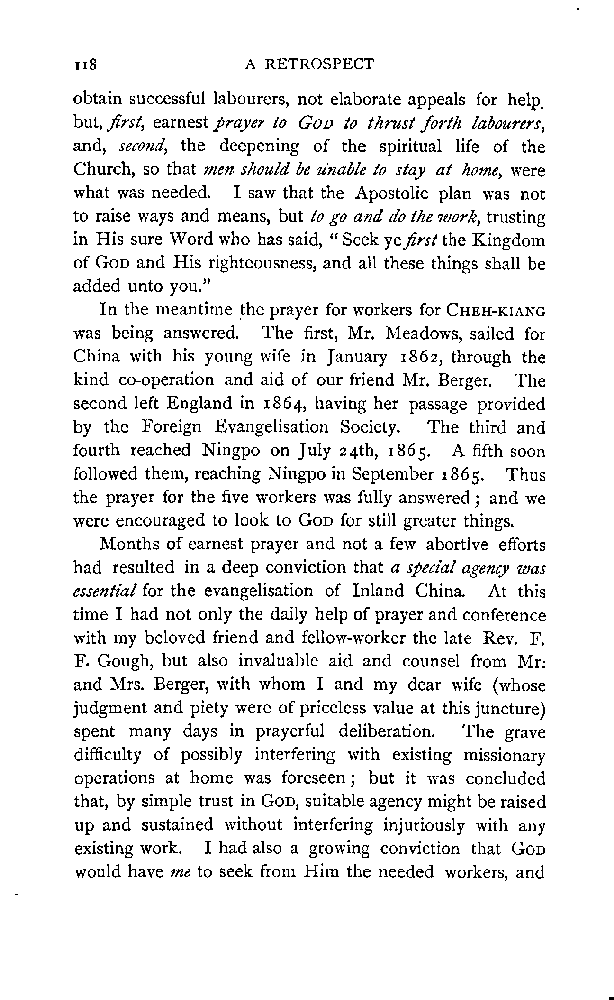 118 A RETROSPECT
obtain successful labourers, not elaborate appeals for help.
but, first, earnest prayer to GOD to thrust forth labourers,
and, second, the deepening of the spiritual life of the
Church, so that men should be unable to stay at home, were
what was needed. I saw that the Apostolic plan was not
to raise ways and means, but to go and do the work, trusting
in His sure Word who has said, “Seek ye first the Kingdom
of GOD and His righteousness, and all these things shall be
added unto you.”
In the meantime the prayer for workers for CHEH-KIANG
was being answered. The first, Mr. Meadows, sailed for
China with his young wife in January 1862, through the
kind co-operation and aid of our friend Mr. Berger. The
second left England in 1864, having her passage provided
by the Foreign Evangelisation Society. The third and
fourth reached Ningpo on July 24th, 1865. A fifth soon
followed them, reaching Ningpo in September 1865. Thus
the prayer for the five workers was fully answered; and we
were encouraged to look to GOD for still greater things.
Months of earnest prayer and not a few abortive efforts
had resulted in a deep conviction that a special agency was
essential for the evangelisation of Inland China. At this
time I had not only the daily help of prayer and conference
with my beloved friend and fellow-worker the late Rev. F.
F. Gough, but also invaluable aid and counsel from Mr:
and Mrs. Berger, with whom I and my dear wife (whose
judgment and piety were of priceless value at this juncture)
spent many days in prayerful deliberation. The grave
difficulty of possibly interfering with existing missionary
operations at home was foreseen; but it was concluded
that, by simple trust in GOD, suitable agency might be raised
up and sustained without interfering injuriously with any
existing work. I had also a growing conviction that GOD
would have me to seek from Him the needed workers, and